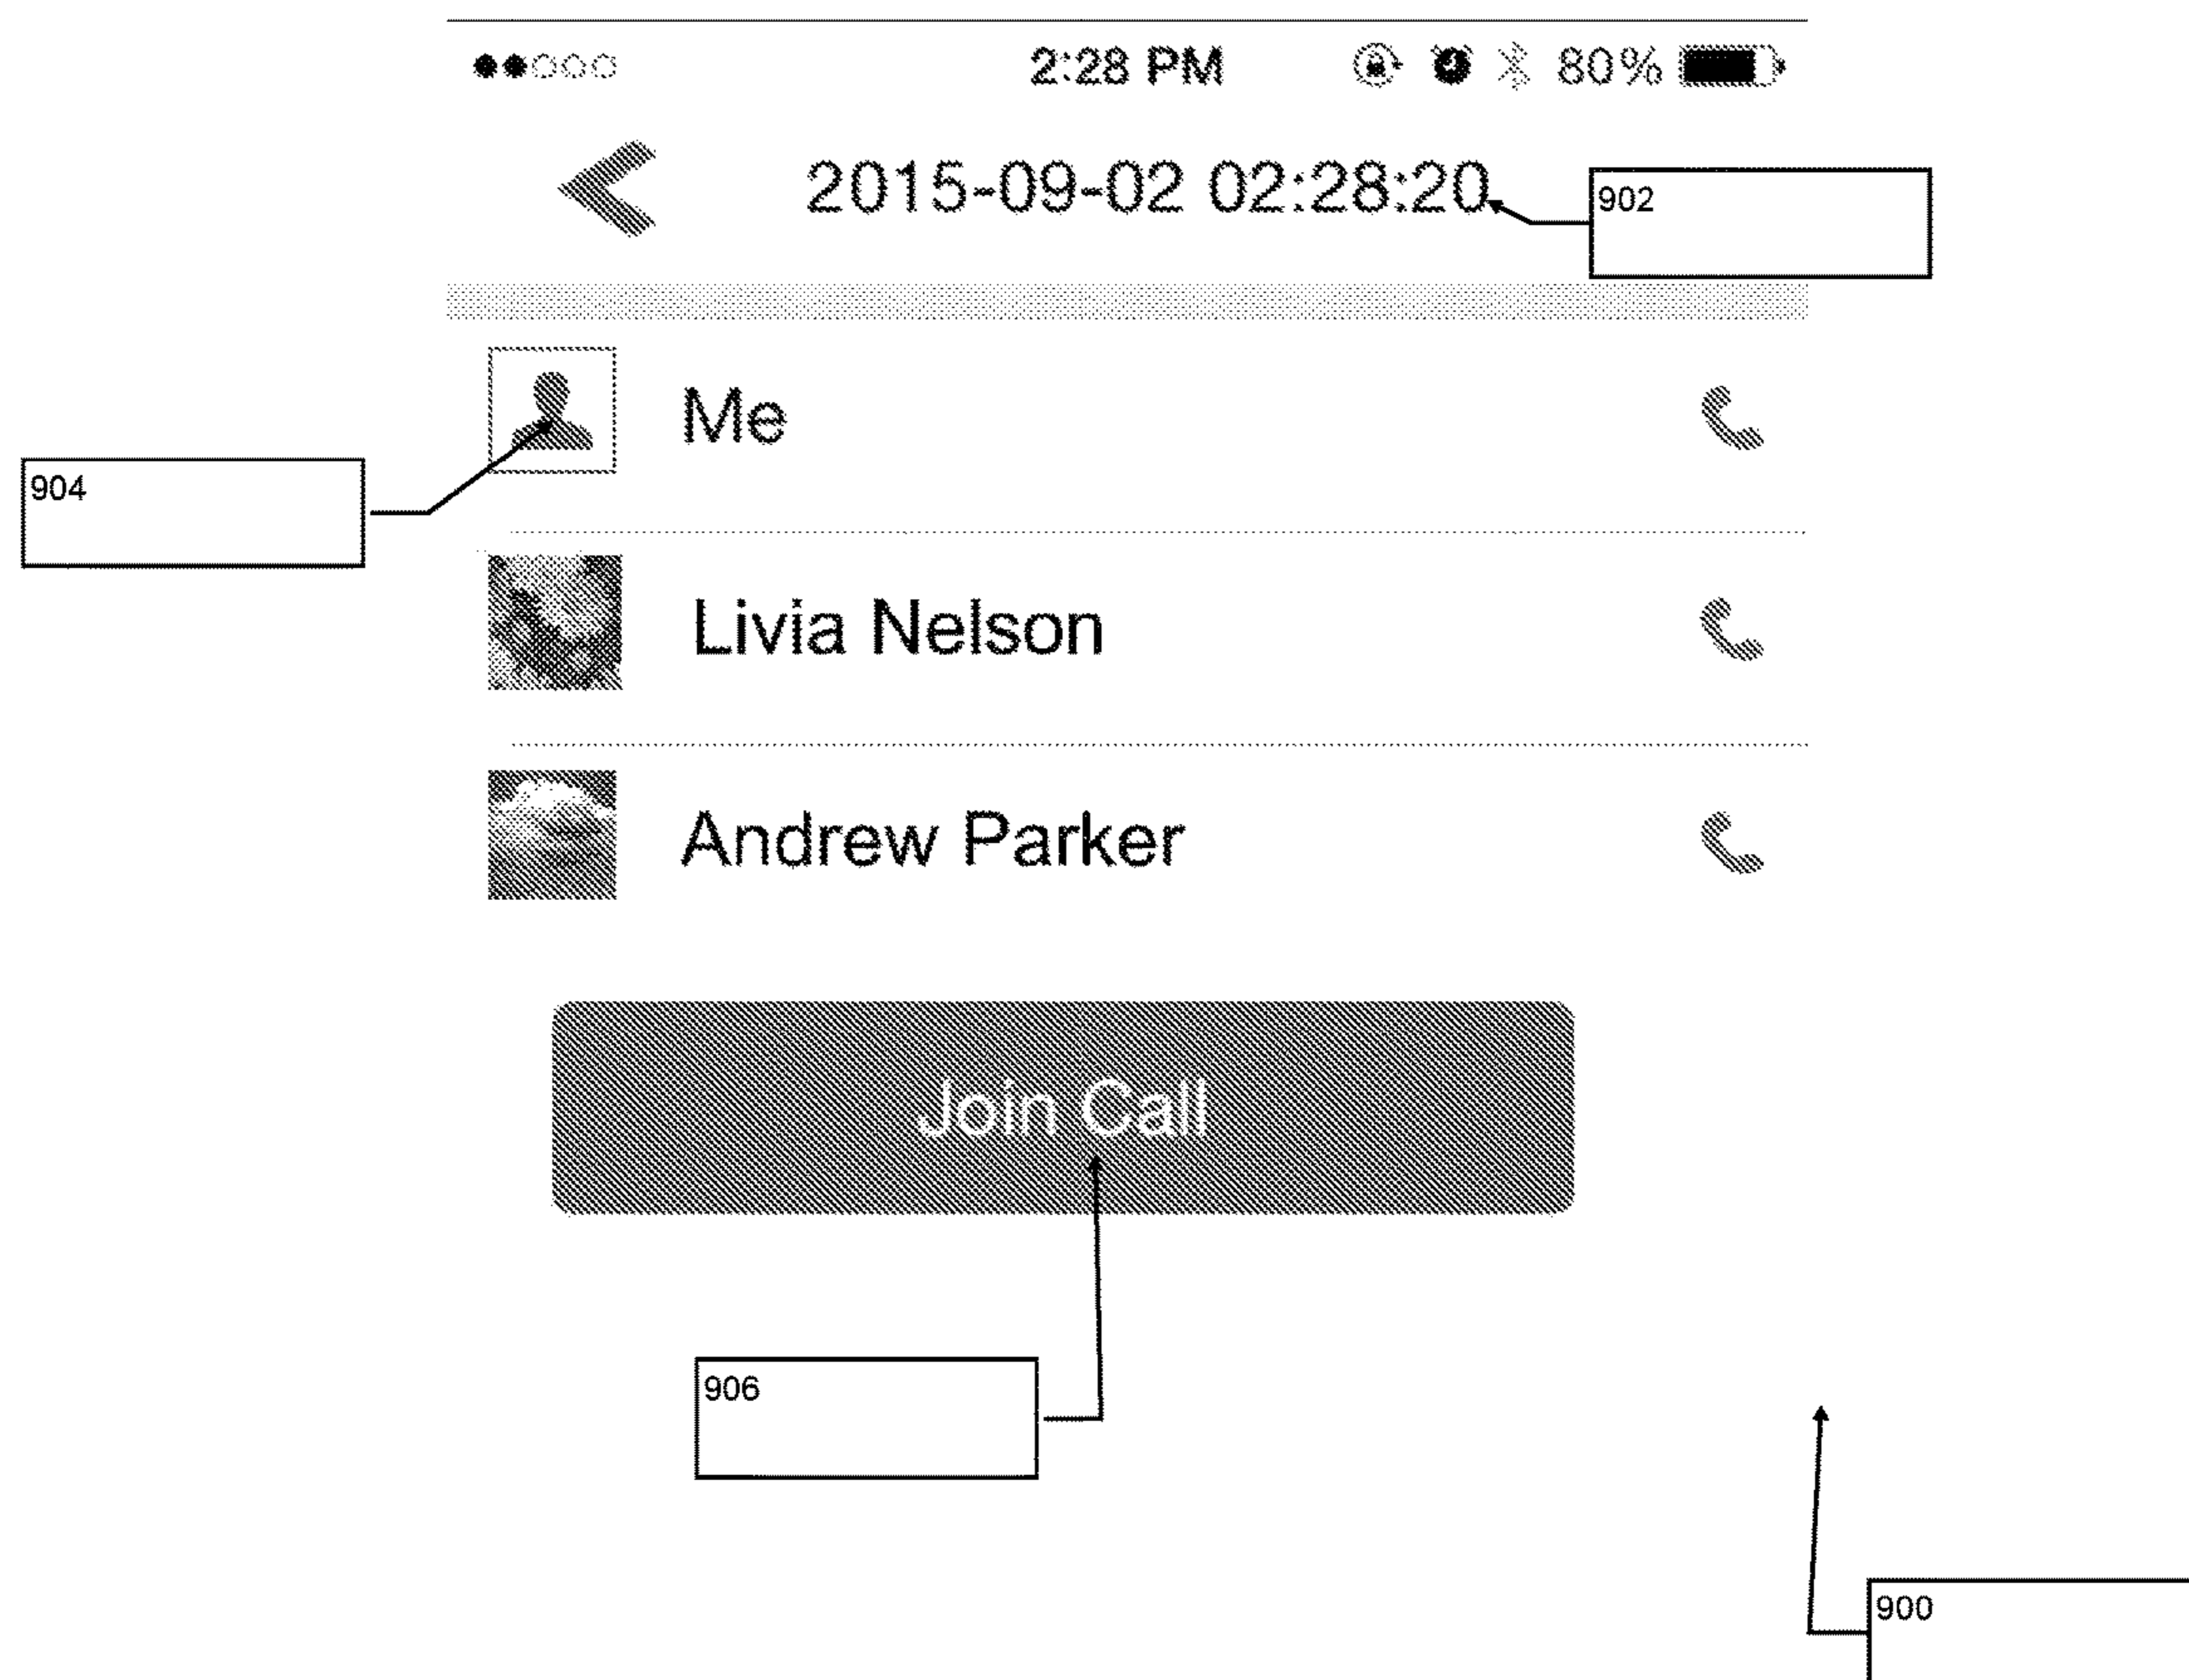 2:28 PM 80%
2015-09-02 02:28:20
902
Me
904
Livia Nelson
Andrew Parker
Join Call
906
900